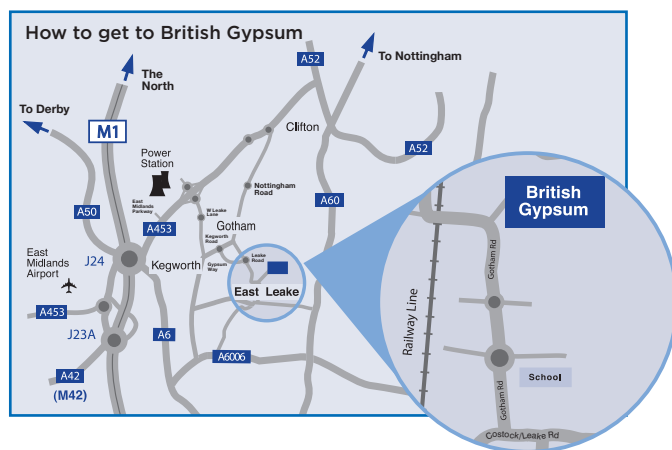 How to get to British Gypsum
A52
To Nottingham
The
North
To Derby
M1
Clifton
A52
Power
Station
British
Gypsum
Nottingham
Road
East
Midlands
Parkway
W Leake
Lane
A50
A60
A453
Gotham
Gotham Rd
Kegworth
Road
East
Midlands
Airport
J24
Kegworth
Gypsum
Way
Leake
Road
East Leake
Railway Line
A453
J23A
A6
A6006
A42
(M42)
School
Gotham Rd
Costock/Leake Rd